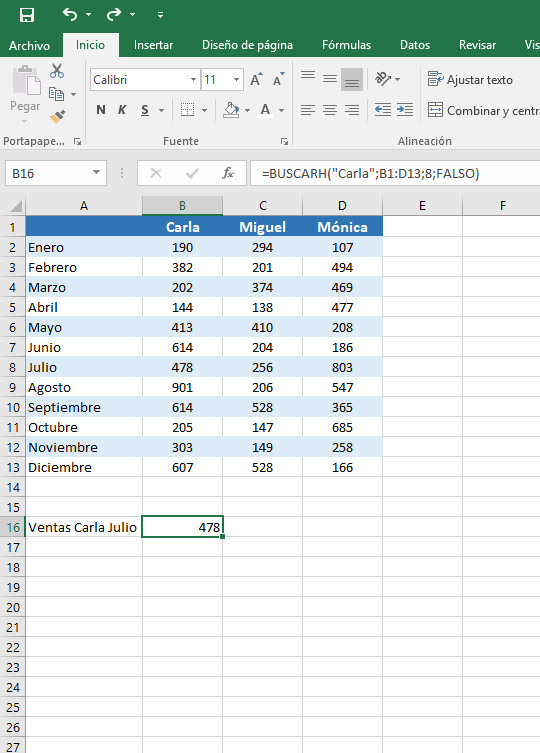 Archivo Inicio Insertar Diseño de página Fórmulas Datos Revisar Vis
Pegar
Calibri 11 A A
N K S A
Ajustar texto
Combinar y centra
Portapape... Fuente Alineación
B16 fx =BUSCARH("Carla";B1:D13;8;FALSO)
A B C D E F
1 Carla Miguel Mónica
2 Enero 190 294 107
3 Febrero 382 201 494
4 Marzo 202 374 469
5 Abril 144 138 477
6 Mayo 413 410 208
7 Junio 614 204 186
8 Julio 478 256 803
9 Agosto 901 206 547
10 Septiembre 614 528 365
11 Octubre 205 147 685
12 Noviembre 303 149 258
13 Diciembre 607 528 166
14
15
16 Ventas Carla Julio 478
17
18
19
20
21
22
23
24
25
26
27